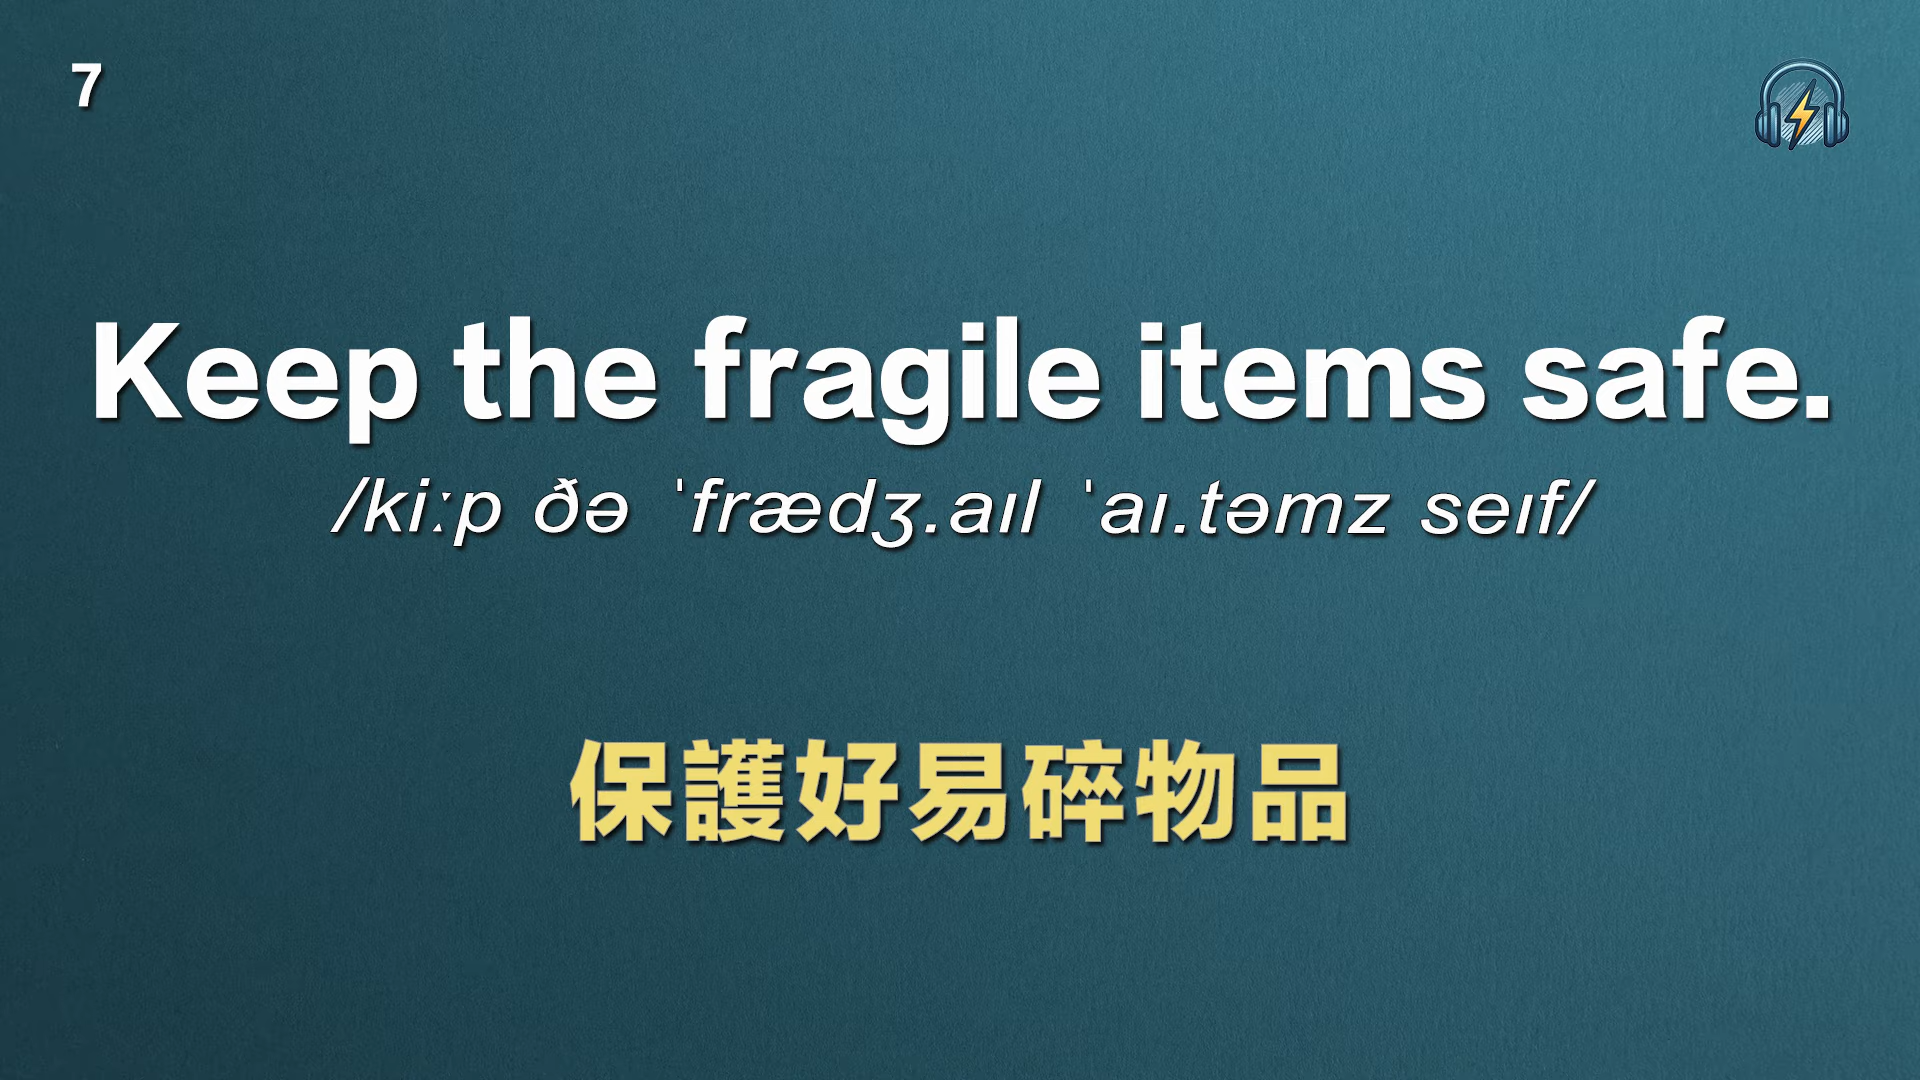 7
Keep the fragile items safe.
/kiːp ðə ˈfrædʒ.aɪl ˈaɪ.təmz seɪf/
保護好易碎物品